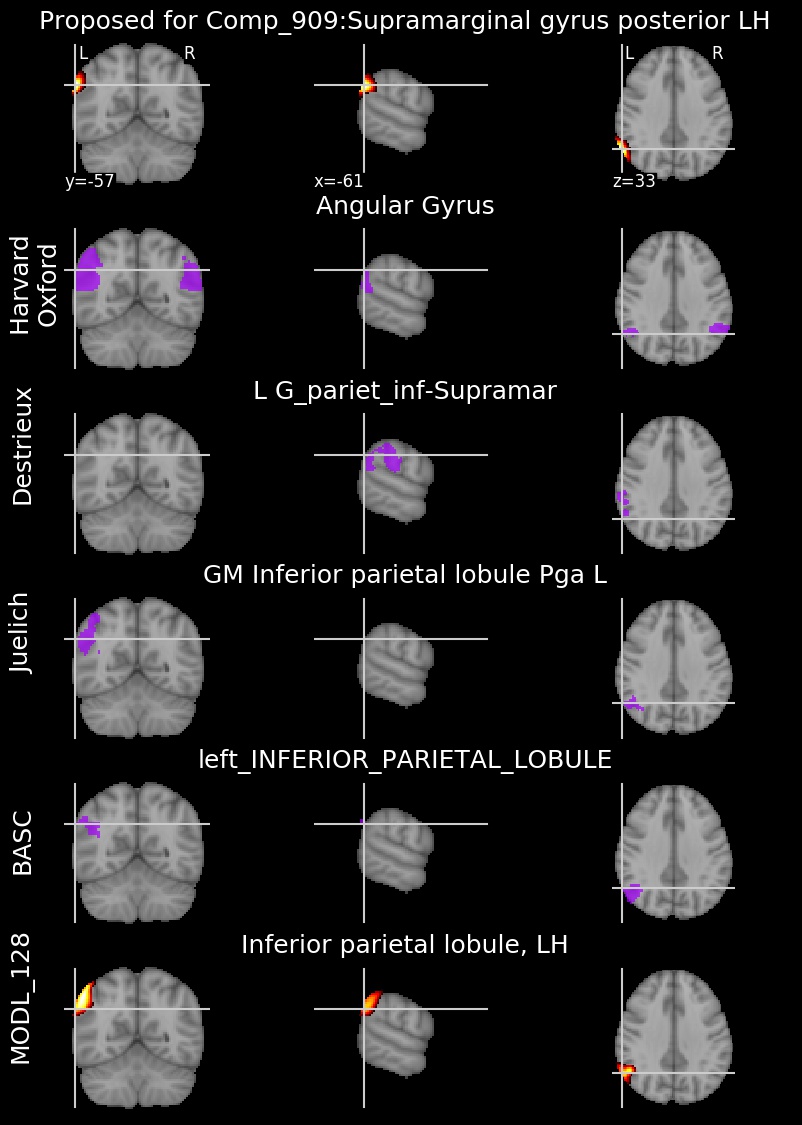 Proposed for Comp_909:Supramarginal gyrus posterior LH
L R L R
y=-57 x=-61 z=33
Angular Gyrus
Harvard
Oxford
L G_pariet_inf-Supramar
Destrieux
GM Inferior parietal lobule Pga L
Juelich
left_INFERIOR_PARIETAL_LOBULE
BASC
Inferior parietal lobule, LH
MODL_128